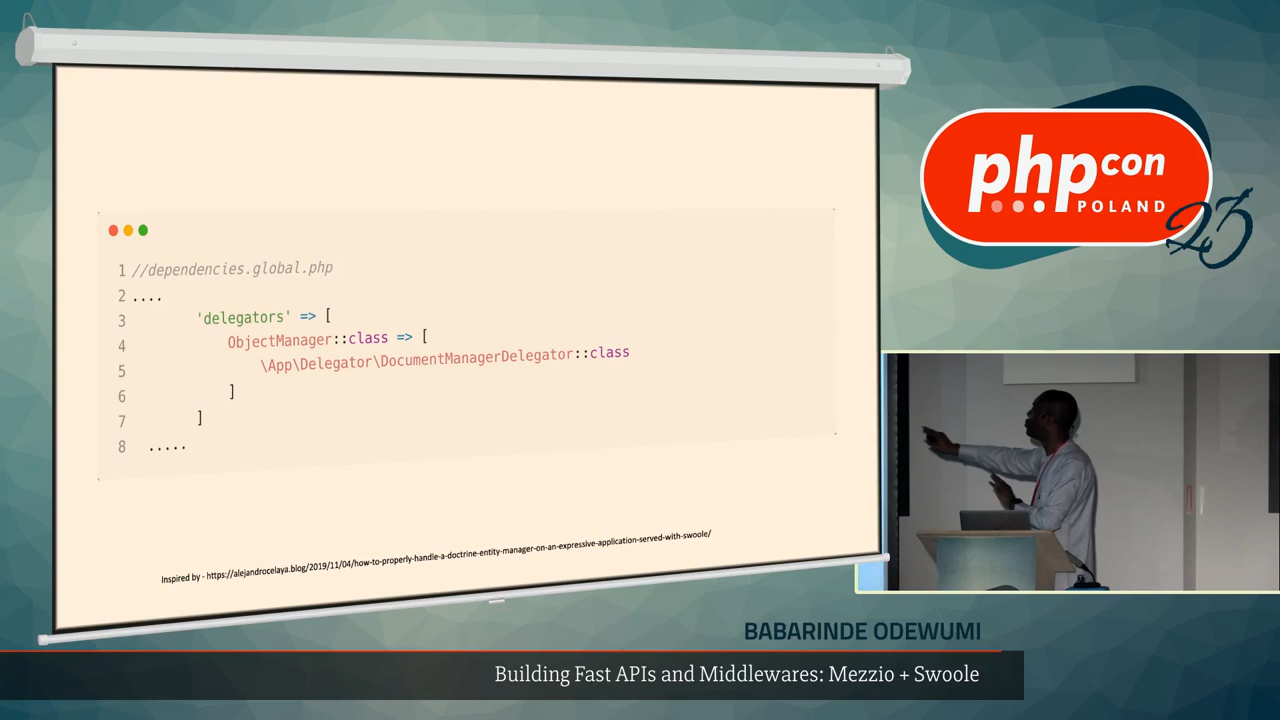 //dependencies.global.php
1
2 ....
3 'delegators' => [
4 ObjectManager::class => [
5 \App\Delegator\DocumentManagerDelegator::class
6 ]
7 ]
8 .....
Inspired by - https://alejandrocelaya.blog/2019/11/04/how-to-properly-handle-a-doctrine-entity-manager-on-an-expressive-application-served-with-swoole/
phpcon
POLAND
23
BABARINDE ODEWUMI
Building Fast APIs and Middlewares: Mezzio + Swoole